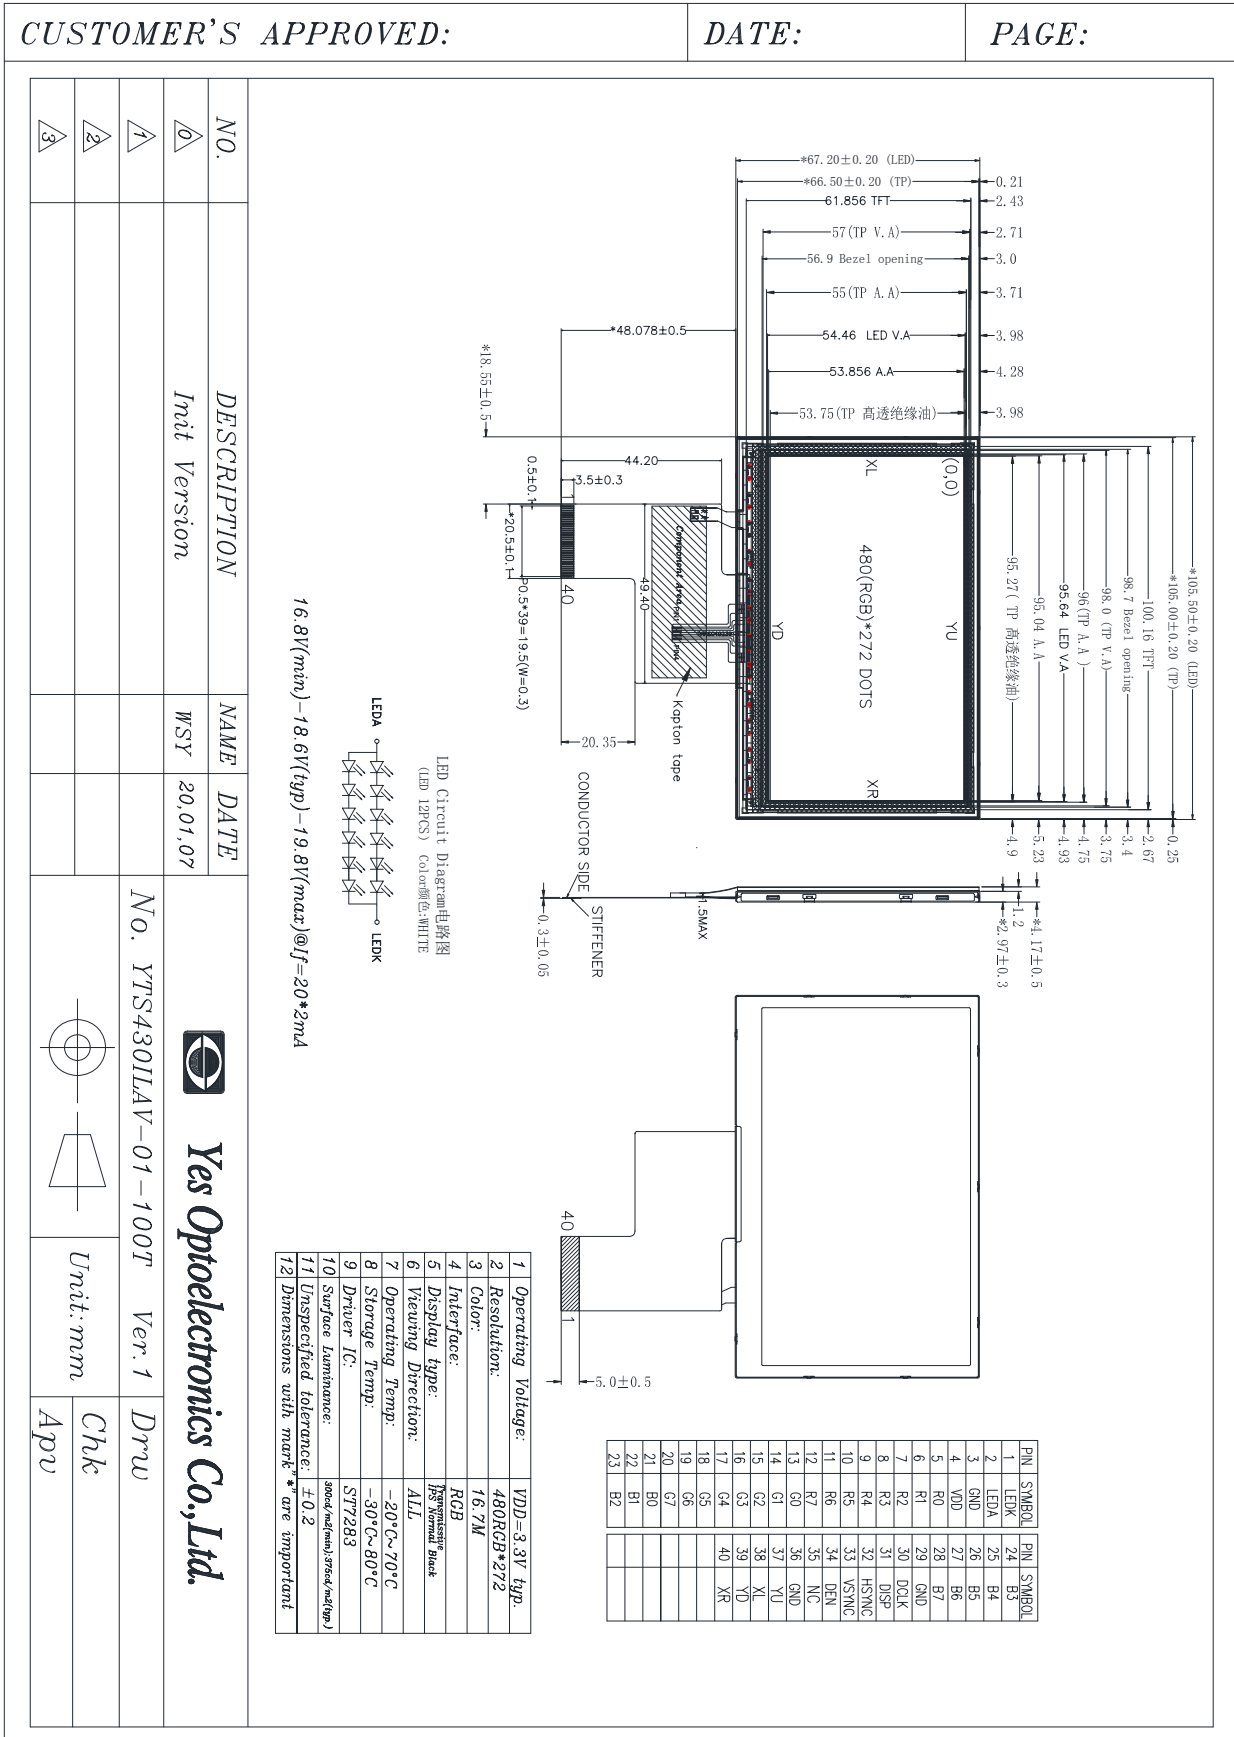 CUSTOMER'S APPROVED:
DATE:
PAGE:
*105.50±0.20 (LED)
*105.00±0.20 (TP)
100.16 TFT
98.7 Bezel opening
98.0 (TP V.A)
96(TP A.A )
95.64 LED V.A
95.04 A.A
95.27( TP 高透绝缘油)
0.25
2.67
3.4
3.75
4.75
4.93
5.23
4.9
*67.20±0.20 (LED)
*66.50±0.20 (TP)
61.856 TFT
57(TP V.A)
56.9 Bezel opening
55(TP A.A)
54.46 LED V.A
53.856 A.A
53.75(TP 高透绝缘油)
0.21
2.43
2.71
3.0
3.71
3.98
4.28
3.98
*48.078±0.5
*18.55±0.5
44.20
3.5±0.3
0.5±0.1
*20.5±0.1
P0.5*39=19.5(W=0.3)
49.40
20.35
40
(0,0)
XL
YU
480(RGB)*272 DOTS
YD
XR
Component Area
Kapton tape
*4.17±0.5
1.2
*2.97±0.3
1.5MAX
CONDUCTOR SIDE
STIFFENER
0.3±0.05
40
1
5.0±0.5
LED Circuit Diagram电路图
(LED 12PCS) Color颜色:WHITE
LEDA
LEDK
16.8V(min)-18.6V(typ)-19.8V(max)@If=20*2mA
PIN SYMBOL PIN SYMBOL
1 LEDK 24 B3
2 LEDA 25 B4
3 GND 26 B5
4 VDD 27 B6
5 R0 28 B7
6 R1 29 GND
7 R2 30 DCLK
8 R3 31 DISP
9 R4 32 HSYNC
10 R5 33 VSYNC
11 R6 34 DEN
12 R7 35 NC
13 G0 36 GND
14 G1 37 YU
15 G2 38 XL
16 G3 39 YD
17 G4 40 XR
18 G5
19 G6
20 G7
21 B0
22 B1
23 B2
1 Operating Voltage: VDD=3.3V typ.
2 Resolution: 480RGB*272
3 Color: 16.7M
4 Interface: RGB
5 Display type: Transmissive
IPS Normal Black
6 Viewing Direction: ALL
7 Operating Temp: -20°C~70°C
8 Storage Temp: -30°C~80°C
9 Driver IC: ST7283
10 Surface Luminance: 300cd/m2(min);375cd/m2(typ.)
11 Unspecified tolerance: ±0.2
12 Dimensions with mark"*" are important
NO. DESCRIPTION NAME DATE
0 Init Version WSY 20,01,07
1
2
3
Yes Optoelectronics Co.,Ltd.
No. YTS430ILAV-01-100T Ver.1
Drw
Unit:mm
Chk
Apv